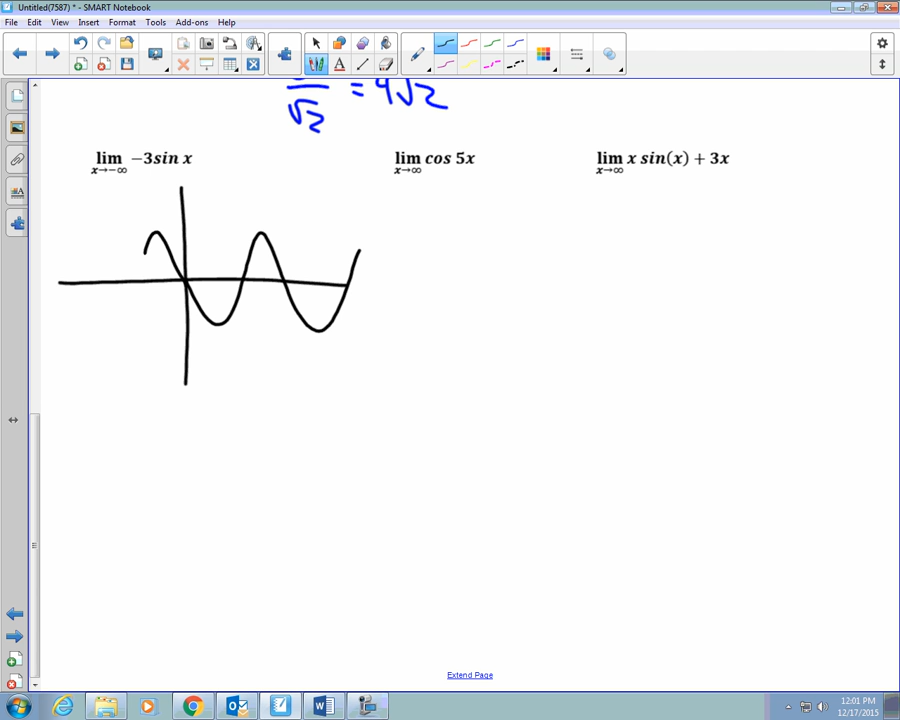 Untitled(7587) * - SMART Notebook
File Edit View Insert Format Tools Add-ons Help
√2 = 4√2
lim x→−∞ −3sin x
lim x→∞ cos 5x
lim x→∞ x sin(x) + 3x
Extend Page
12:01 PM
12/17/2015